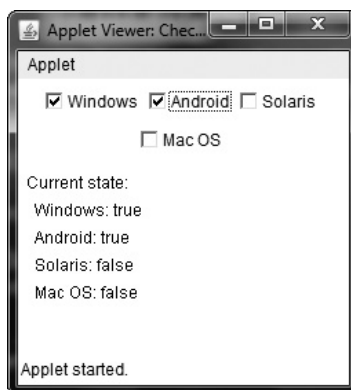 Applet Viewer: Chec...
Applet
Windows Android Solaris
Mac OS
Current state:
Windows: true
Android: true
Solaris: false
Mac OS: false
Applet started.